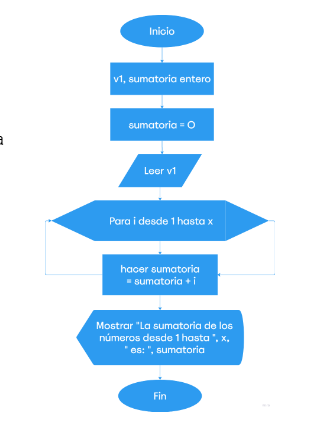 Inicio
v1, sumatoria entero
sumatoria = O
a
Leer v1
Para i desde 1 hasta x
hacer sumatoria
= sumatoria + i
Mostrar "La sumatoria de los
números desde 1 hasta ", x,
" es: ", sumatoria
Fin